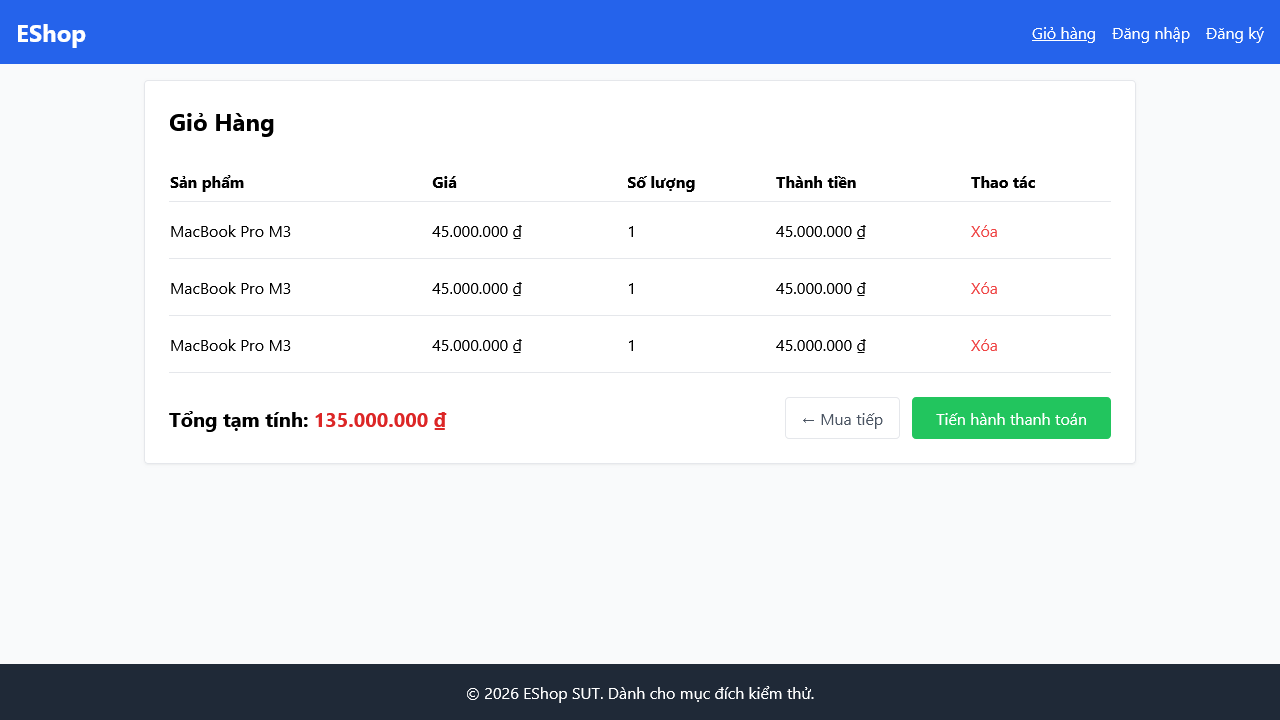 EShop Giỏ hàng Đăng nhập Đăng ký
Giỏ Hàng
Sản phẩm Giá Số lượng Thành tiền Thao tác
MacBook Pro M3 45.000.000 ₫ 1 45.000.000 ₫ Xóa
MacBook Pro M3 45.000.000 ₫ 1 45.000.000 ₫ Xóa
MacBook Pro M3 45.000.000 ₫ 1 45.000.000 ₫ Xóa
Tổng tạm tính: 135.000.000 ₫ ← Mua tiếp Tiến hành thanh toán
© 2026 EShop SUT. Dành cho mục đích kiểm thử.